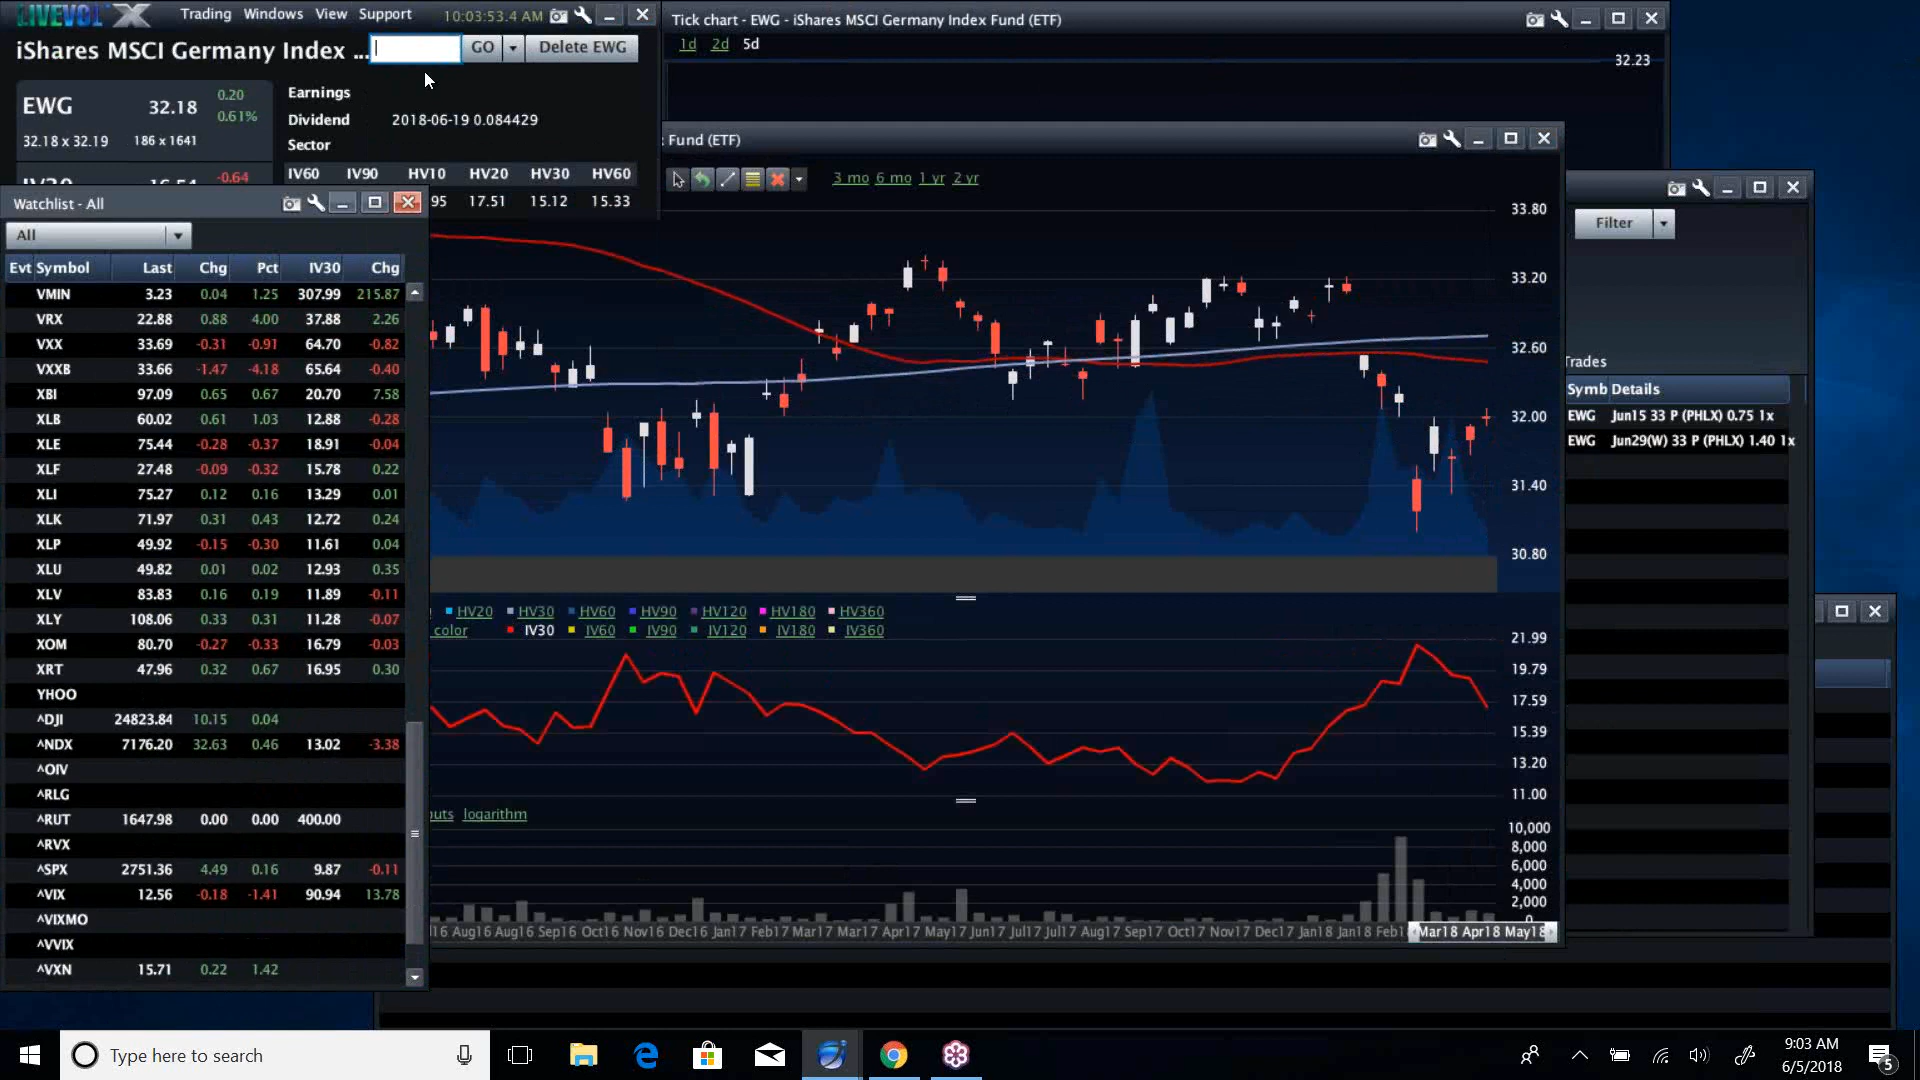 LIVEVOL X Trading Windows View Support 10:03:53.4 AM
iShares MSCI Germany Index ... GO Delete EWG
EWG 32.18 0.20
0.61%
32.18 x 32.19 186 x 1641
-0.64
Earnings
Dividend 2018-06-19 0.084429
Sector
IV60 IV90 HV10 HV20 HV30 HV60
95 17.51 15.12 15.33
Tick chart - EWG - iShares MSCI Germany Index Fund (ETF)
1d 2d 5d
32.23
Watchlist - All
All
Evt Symbol Last Chg Pct IV30 Chg
VMIN 3.23 0.04 1.25 307.99 215.87
VRX 22.88 0.88 4.00 37.88 2.26
VXX 33.69 -0.31 -0.91 64.70 -0.82
VXXB 33.66 -1.47 -4.18 65.64 -0.40
XBI 97.09 0.65 0.67 20.70 7.58
XLB 60.02 0.61 1.03 12.88 -0.28
XLE 75.44 -0.28 -0.37 18.91 -0.04
XLF 27.48 -0.09 -0.32 15.78 0.22
XLI 75.27 0.12 0.16 13.29 0.01
XLK 71.97 0.31 0.43 12.72 0.24
XLP 49.92 -0.15 -0.30 11.61 0.04
XLU 49.82 0.01 0.02 12.93 0.35
XLV 83.83 0.16 0.19 11.89 -0.11
XLY 108.06 0.33 0.31 11.28 -0.07
XOM 80.70 -0.27 -0.33 16.79 -0.03
XRT 47.96 0.32 0.67 16.95 0.30
YHOO
^DJI 24823.84 10.15 0.04
^NDX 7176.20 32.63 0.46 13.02 -3.38
^OIV
^RLG
^RUT 1647.98 0.00 0.00 400.00
^RVX
^SPX 2751.36 4.49 0.16 9.87 -0.11
^VIX 12.56 -0.18 -1.41 90.94 13.78
^VIXMO
^VVIX
^VXN 15.71 0.22 1.42
: Fund (ETF)
3 mo 6 mo 1 yr 2 yr
33.80
33.20
32.60
32.00
31.40
30.80
HV20 HV30 HV60 HV90 HV120 HV180 HV360
color IV30 IV60 IV90 IV120 IV180 IV360
21.99
19.79
17.59
15.39
13.20
11.00
uts logarithm
10,000
8,000
6,000
4,000
2,000
0
16 Aug16 Aug16 Sep16 Oct16 Nov16 Dec16 Jan17 Feb17 Mar17 Mar17 Apr17 May17 Jun17 Jul17 Jul17 Aug17 Sep17 Oct17 Nov17 Dec17 Jan18 Jan18 Feb1 Mar18 Apr18 May18
Filter
Trades
Symb Details
EWG Jun15 33 P (PHLX) 0.75 1x
EWG Jun29(W) 33 P (PHLX) 1.40 1x
Type here to search
9:03 AM
6/5/2018
5